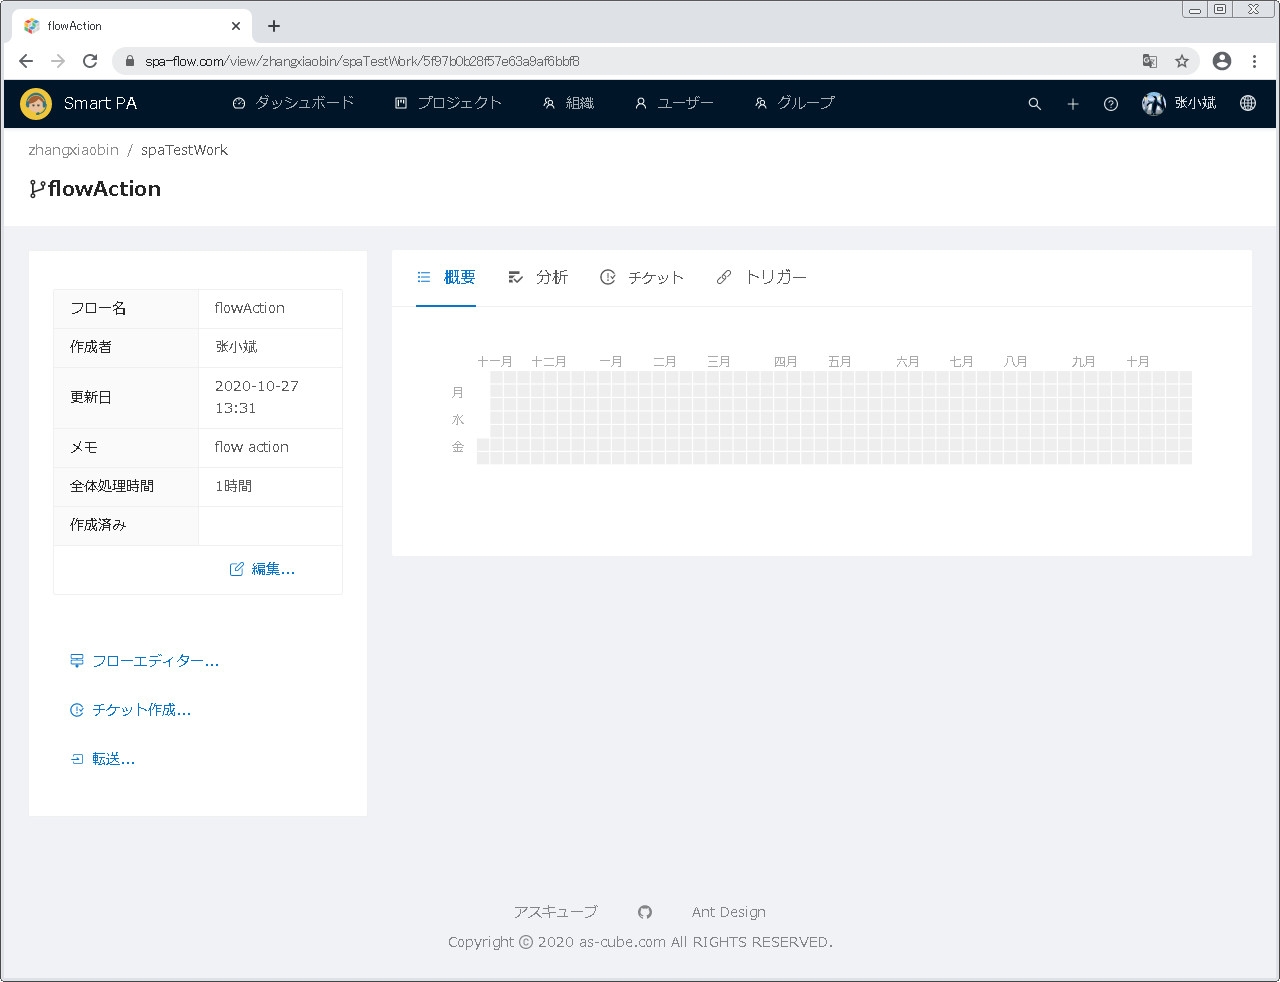 flowAction
spa-flow.com/view/zhangxiaobin/spaTestWork/5f97b0b28f57e63a9af6bbf8
Smart PA ダッシュボード プロジェクト 組織 ユーザー グループ 张小斌
zhangxiaobin / spaTestWork
flowAction
フロー名 flowAction
作成者 张小斌
更新日 2020-10-27
13:31
メモ flow action
全体処理時間 1時間
作成済み
編集...
フローエディター...
チケット作成...
転送...
概要 分析 チケット トリガー
十一月 十二月 一月 二月 三月 四月 五月 六月 七月 八月 九月 十月
月
水
金
アスキューブ Ant Design
Copyright © 2020 as-cube.com All RIGHTS RESERVED.